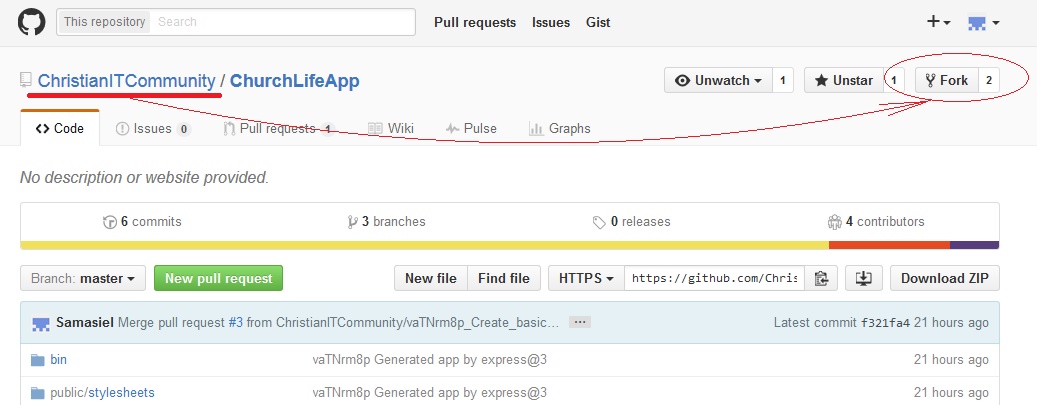 This repository Search Pull requests Issues Gist
ChristianITCommunity / ChurchLifeApp Unwatch 1 Unstar 1 Fork 2
Code Issues 0 Pull requests 1 Wiki Pulse Graphs
No description or website provided.
6 commits 3 branches 0 releases 4 contributors
Branch: master New pull request New file Find file HTTPS https://github.com/Chris Download ZIP
Samasiel Merge pull request #3 from ChristianITCommunity/vaTNrm8p_Create_basic… … Latest commit f321fa4 21 hours ago
bin vaTNrm8p Generated app by express@3 21 hours ago
public/stylesheets vaTNrm8p Generated app by express@3 21 hours ago